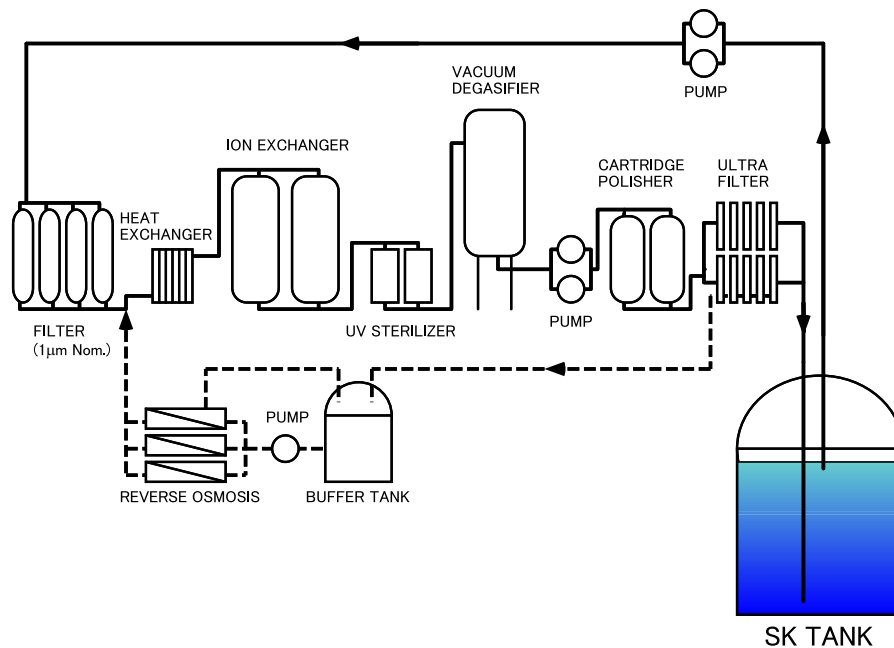 PUMP
VACUUM
DEGASIFIER
ION EXCHANGER
CARTRIDGE
POLISHER
ULTRA
FILTER
HEAT
EXCHANGER
FILTER
(1μm Nom.)
UV STERILIZER
PUMP
PUMP
REVERSE OSMOSIS
BUFFER TANK
SK TANK